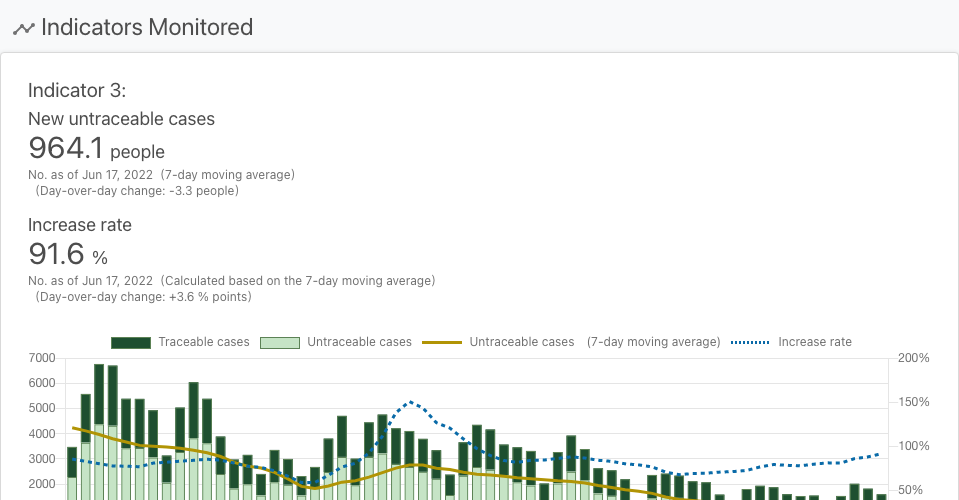 Indicators Monitored
Indicator 3:
New untraceable cases
964.1 people
No. as of Jun 17, 2022 (7-day moving average)
(Day-over-day change: -3.3 people)
Increase rate
91.6 %
No. as of Jun 17, 2022 (Calculated based on the 7-day moving average)
(Day-over-day change: +3.6 % points)
Traceable cases Untraceable cases Untraceable cases (7-day moving average) Increase rate
7000 200%
6000
5000 150%
4000
3000 100%
2000 50%